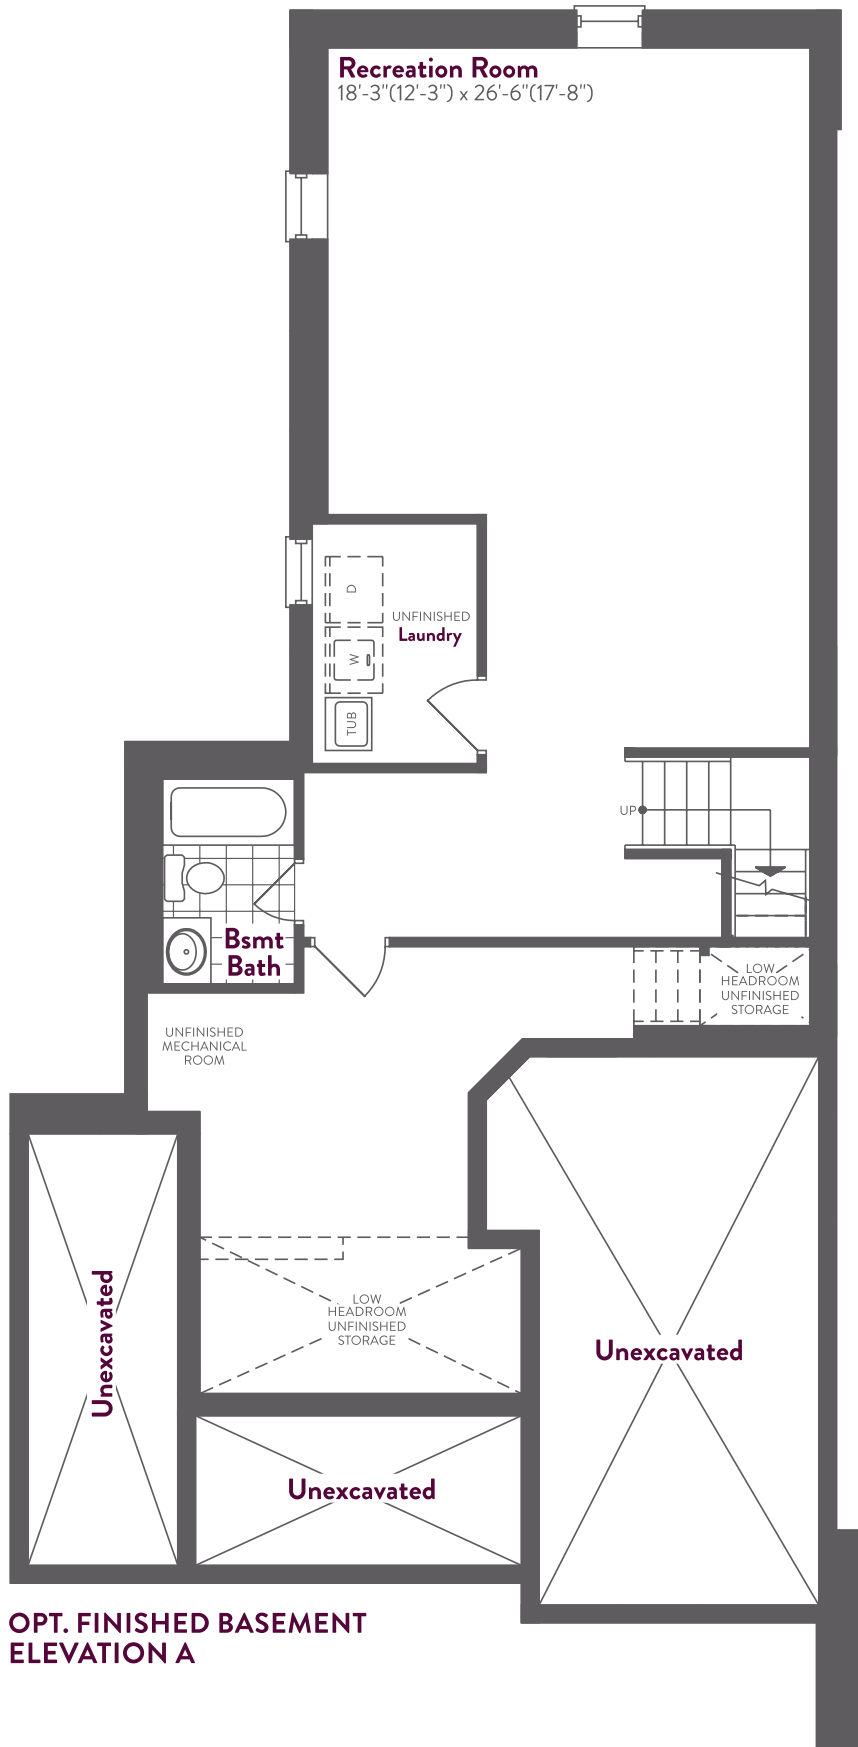 Recreation Room
18'-3"(12'-3") x 26'-6"(17'-8")
D
UNFINISHED
Laundry
W
TUB
UP
Bsmt
Bath
LOW
HEADROOM
UNFINISHED
STORAGE
UNFINISHED
MECHANICAL
ROOM
Unexcavated
LOW
HEADROOM
UNFINISHED
STORAGE
Unexcavated
Unexcavated
OPT. FINISHED BASEMENT
ELEVATION A